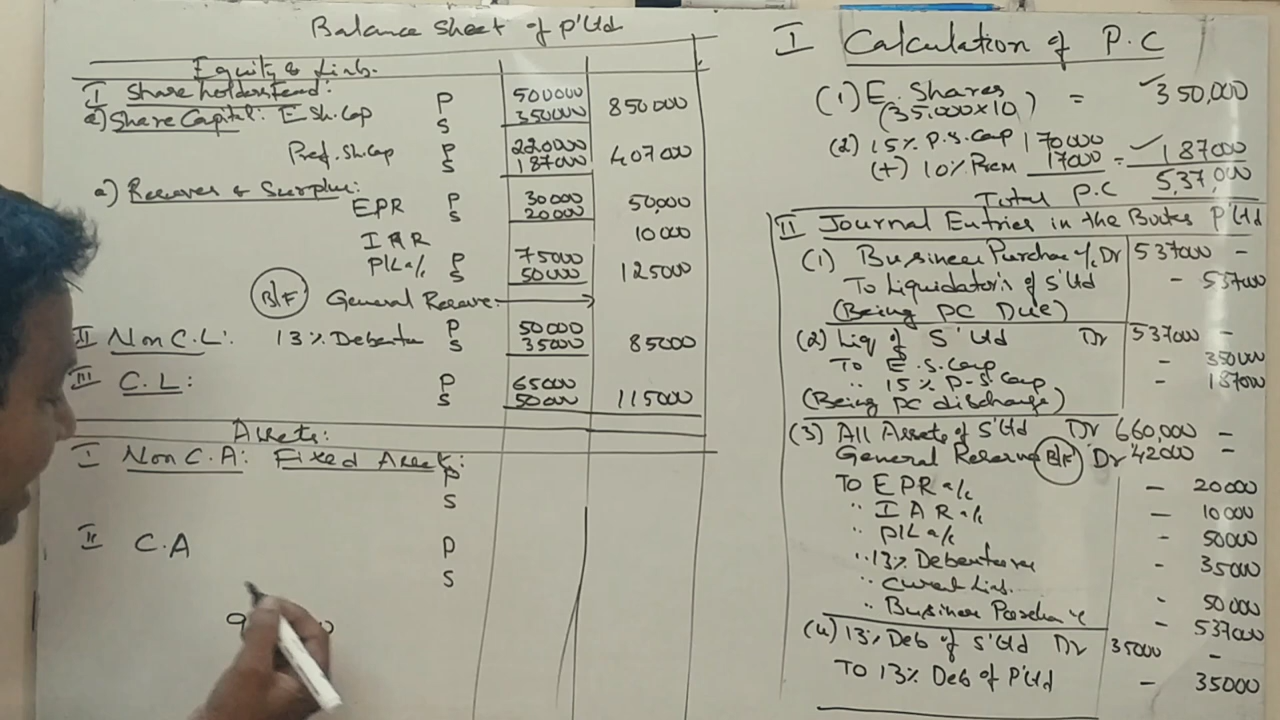 Balance Sheet of P'Ltd
Equity & Liab.
I Share holders Fund:
a) Share Capital: E Sh. Cap P 500000
S 350000 850000
Pref. Sh. Cap P 220000
S 187000 407000
a) Reserves & Surplus:
EPR P 30000 50,000
S 20000
IAR 10000
P/L a/c P 75000
S 50000 125000
B/F General Reserve
II Non C.L: 13% Debentu P 50000
S 35000 85000
III C.L: P 65000
S 50000 115000
Assets:
I Non C.A: Fixed Asset:
P
S
II C.A P
S
I Calculation of P.C
(1) E. Shares = 350,000
(35,000 X 10)
(2) 15% P.S. Cap 170000
(+) 10% Prem 17000 = 187000
Total P.C 5,37,000
II Journal Entries in the Books P'Ltd
(1) Business Purchase a/c Dr 537000 -
To Liquidator's of S'Ltd - 537000
(Being PC Due)
(2) Liq of S'Ltd Dr 537000 -
To E.S. Cap - 350000
" 15% P.S. Cap - 187000
(Being PC discharge)
(3) All Assets of S'Ltd Dr 660,000 -
General Reserve B/F Dr 42000 -
To EPR a/c - 20000
" I A R a/c - 10000
" P/L a/c - 50000
" 13% Debentures - 35000
" Current Liab. - 50000
" Business Purchase - 537000
(4) 13% Deb of S'Ltd Dr 35000 -
To 13% Deb of P'Ltd - 35000